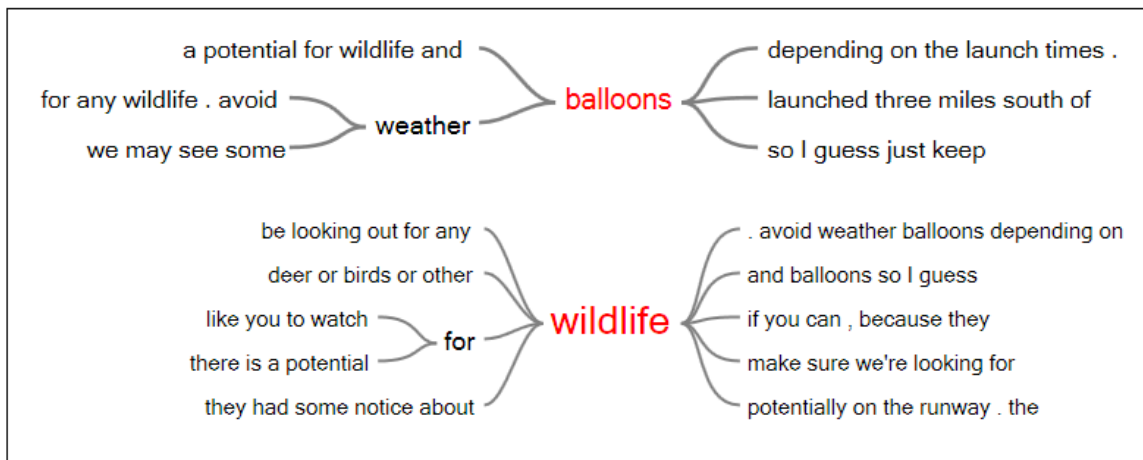 a potential for wildlife and
for any wildlife . avoid
we may see some
weather
balloons
depending on the launch times .
launched three miles south of
so I guess just keep
be looking out for any
deer or birds or other
like you to watch
there is a potential
for
they had some notice about
wildlife
. avoid weather balloons depending on
and balloons so I guess
if you can , because they
make sure we're looking for
potentially on the runway . the